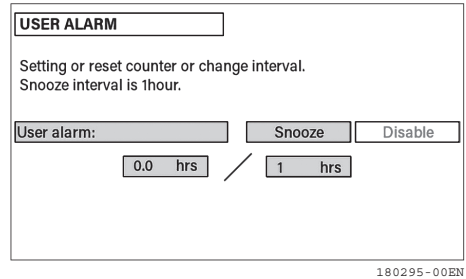 USER ALARM
Setting or reset counter or change interval.
Snooze interval is 1hour.
User alarm: Snooze Disable
0.0 hrs / 1 hrs
180295-00EN